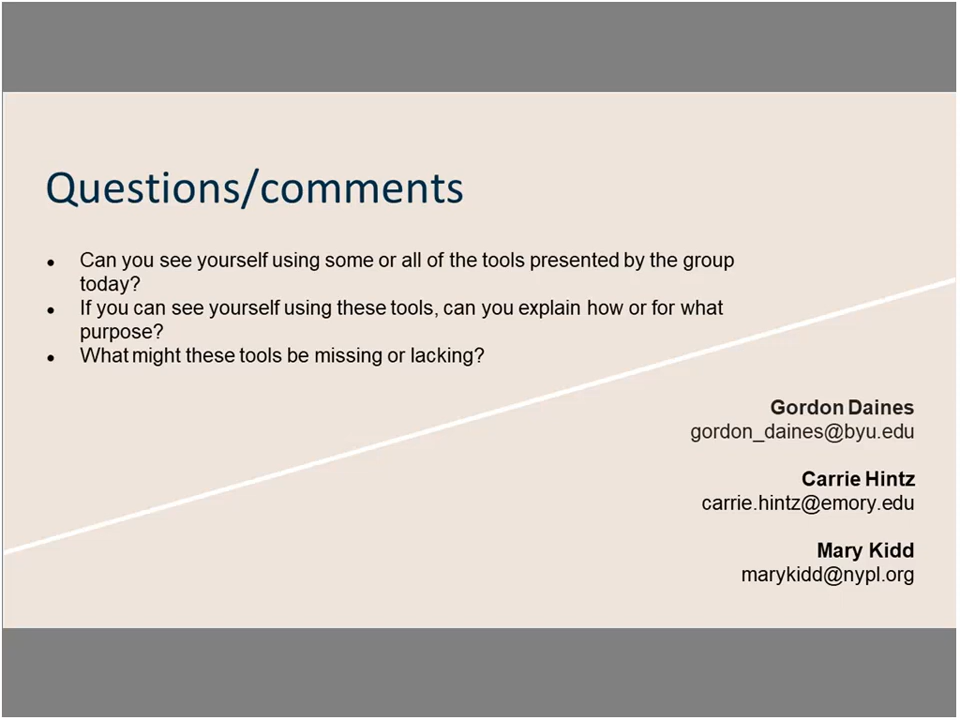 Questions/comments
● Can you see yourself using some or all of the tools presented by the group
today?
● If you can see yourself using these tools, can you explain how or for what
purpose?
● What might these tools be missing or lacking?
Gordon Daines
gordon_daines@byu.edu
Carrie Hintz
carrie.hintz@emory.edu
Mary Kidd
marykidd@nypl.org